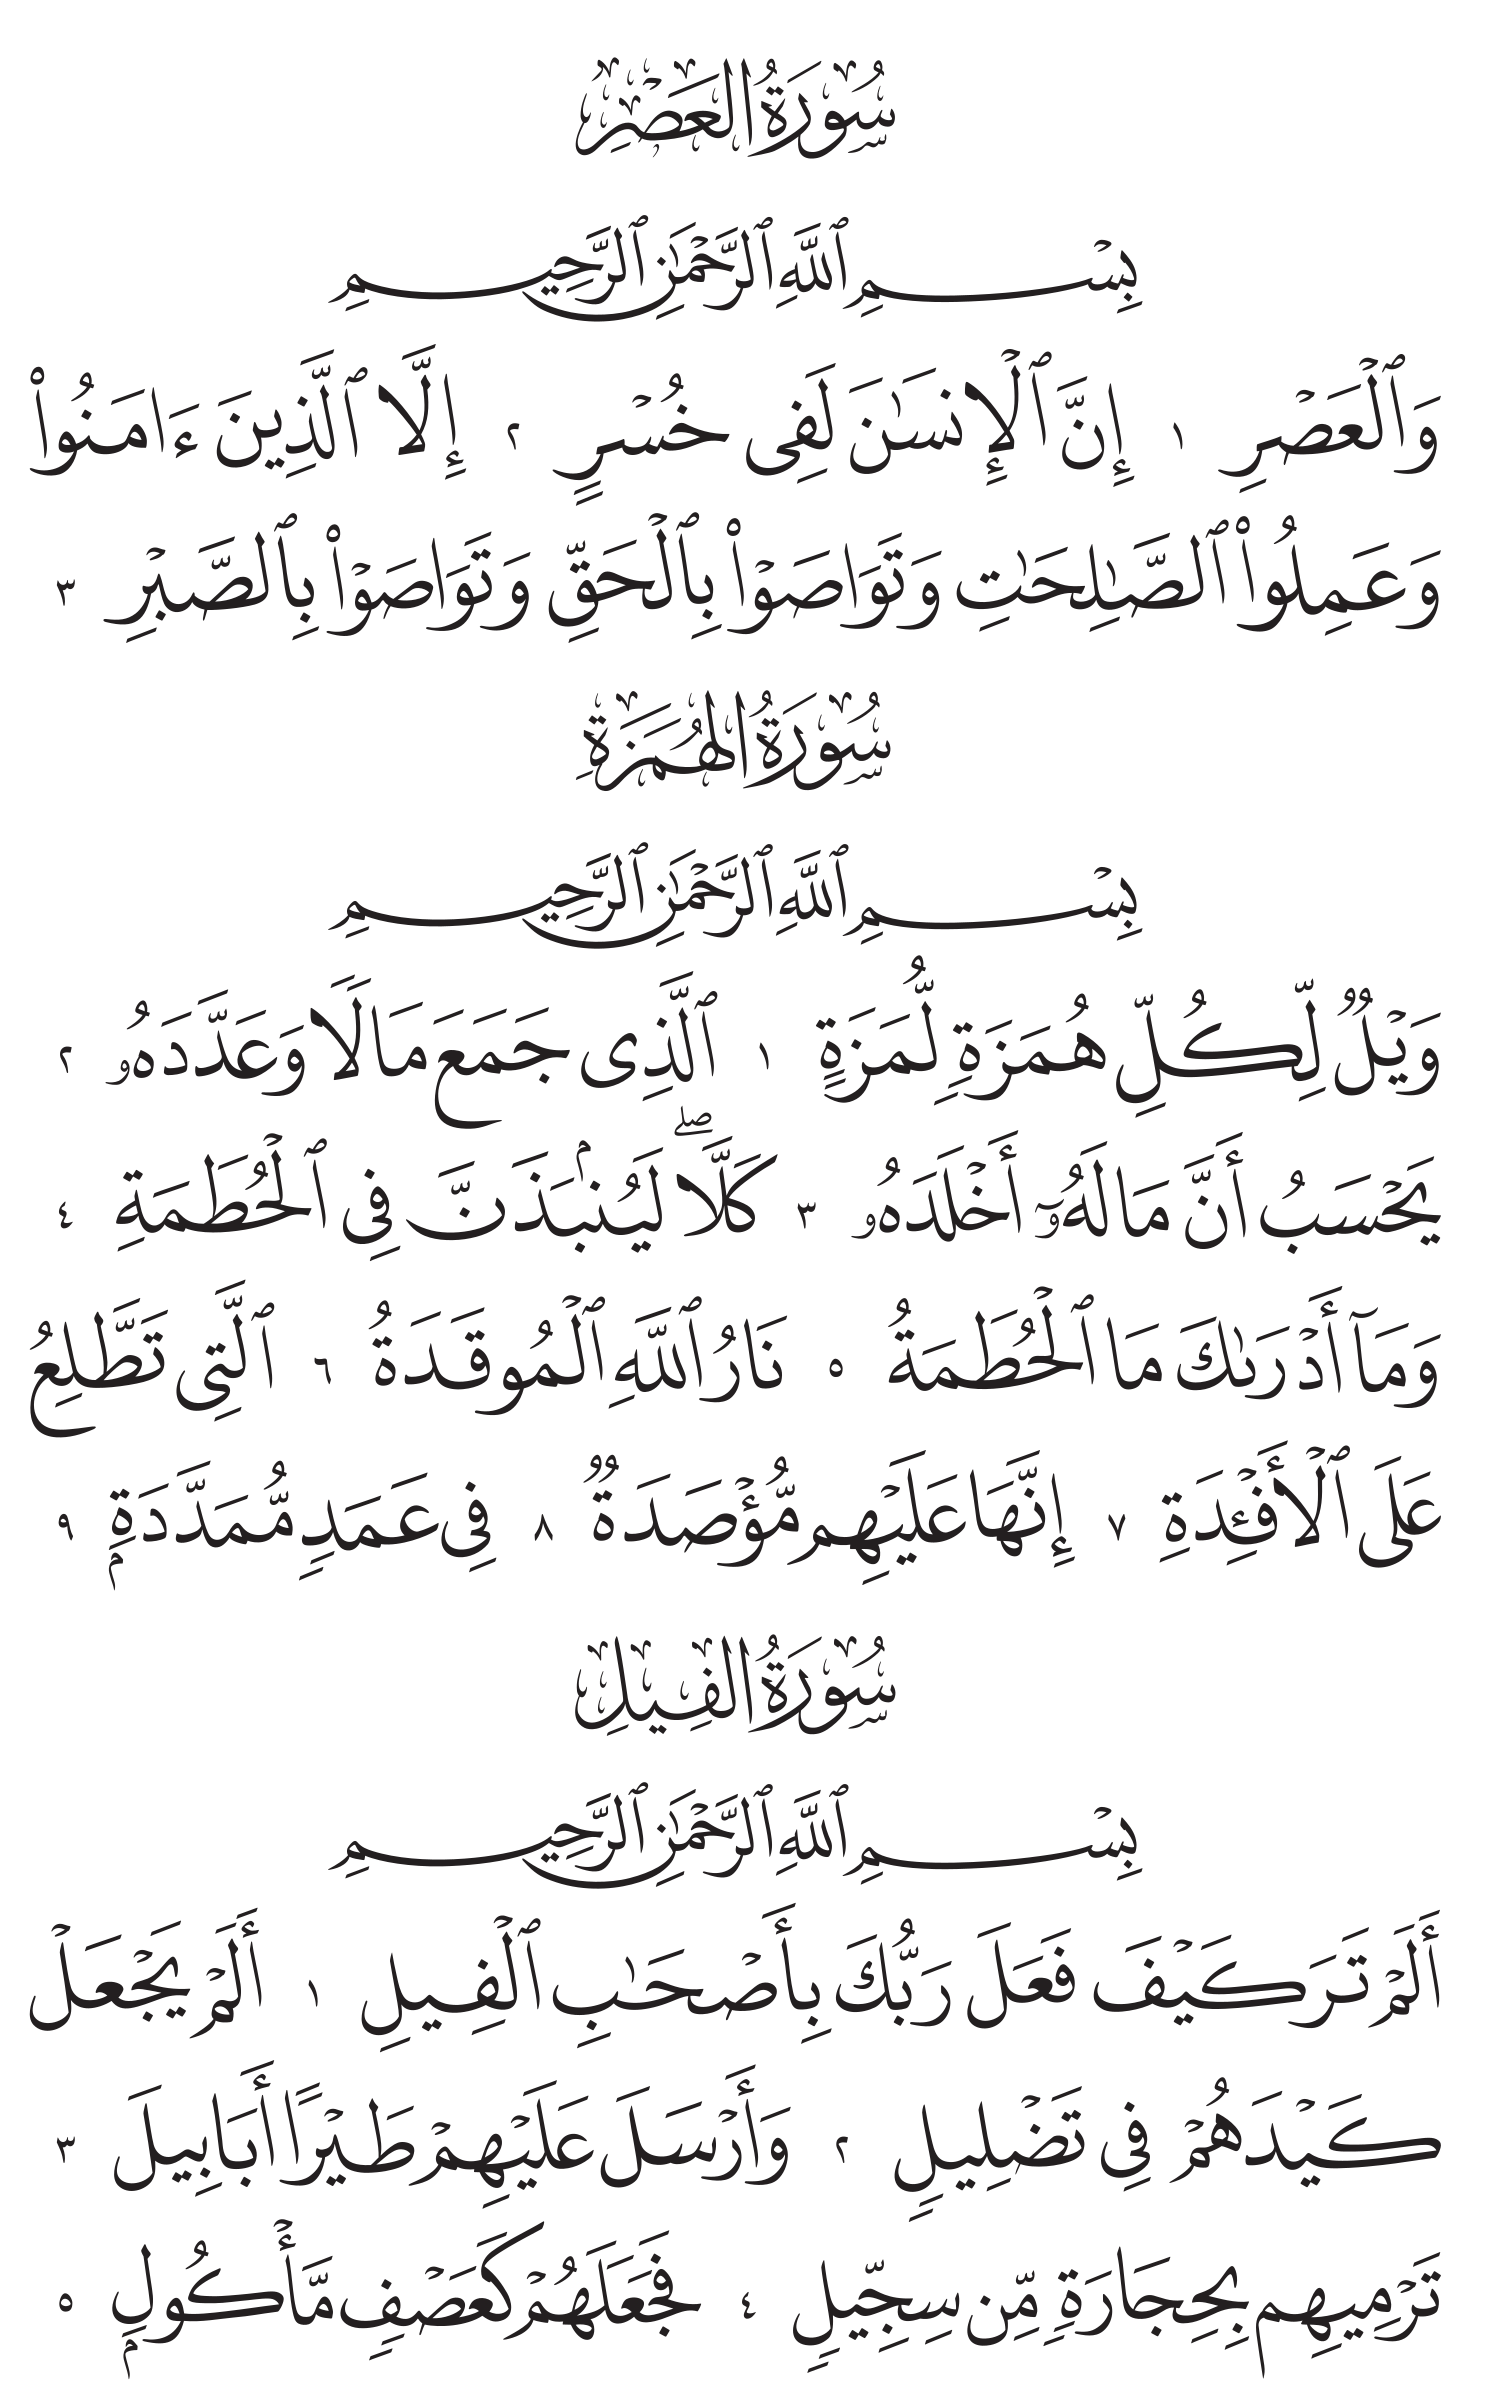 سُورَةُ العَصْرِ
بِسْمِ ٱللَّهِ ٱلرَّحْمَٰنِ ٱلرَّحِيمِ
وَٱلْعَصْرِ ١ إِنَّ ٱلْإِنسَٰنَ لَفِى خُسْرٍ ٢ إِلَّا ٱلَّذِينَ ءَامَنُوا۟
وَعَمِلُوا۟ ٱلصَّٰلِحَٰتِ وَتَوَاصَوْا۟ بِٱلْحَقِّ وَتَوَاصَوْا۟ بِٱلصَّبْرِ ٣
سُورَةُ الهُمَزَةِ
بِسْمِ ٱللَّهِ ٱلرَّحْمَٰنِ ٱلرَّحِيمِ
وَيْلٌ لِّكُلِّ هُمَزَةٍ لُّمَزَةٍ ١ ٱلَّذِى جَمَعَ مَالًا وَعَدَّدَهُۥ ٢
يَحْسَبُ أَنَّ مَالَهُۥٓ أَخْلَدَهُۥ ٣ كَلَّا ۖ لَيُنۢبَذَنَّ فِى ٱلْحُطَمَةِ ٤
وَمَآ أَدْرَىٰكَ مَا ٱلْحُطَمَةُ ٥ نَارُ ٱللَّهِ ٱلْمُوقَدَةُ ٦ ٱلَّتِى تَطَّلِعُ
عَلَى ٱلْأَفْـِٔدَةِ ٧ إِنَّهَا عَلَيْهِم مُّؤْصَدَةٌ ٨ فِى عَمَدٍ مُّمَدَّدَةٍۭ ٩
سُورَةُ الفِيلِ
بِسْمِ ٱللَّهِ ٱلرَّحْمَٰنِ ٱلرَّحِيمِ
أَلَمْ تَرَ كَيْفَ فَعَلَ رَبُّكَ بِأَصْحَٰبِ ٱلْفِيلِ ١ أَلَمْ يَجْعَلْ
كَيْدَهُمْ فِى تَضْلِيلٍ ٢ وَأَرْسَلَ عَلَيْهِمْ طَيْرًا أَبَابِيلَ ٣
تَرْمِيهِم بِحِجَارَةٍ مِّن سِجِّيلٍ ٤ فَجَعَلَهُمْ كَعَصْفٍ مَّأْكُولٍۭ ٥